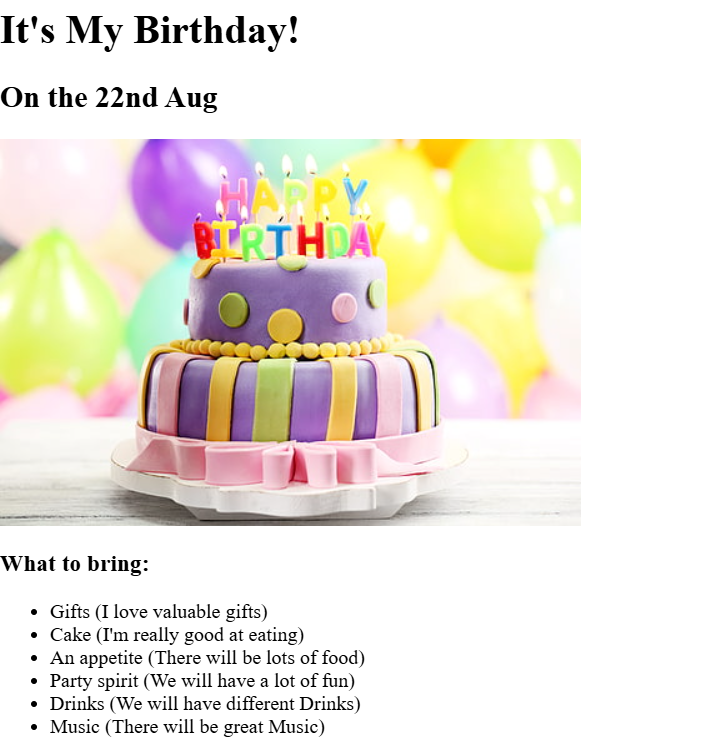 It's My Birthday!
On the 22nd Aug
HAPPY
BIRTHDAY
What to bring:
Gifts (I love valuable gifts)
Cake (I'm really good at eating)
An appetite (There will be lots of food)
Party spirit (We will have a lot of fun)
Drinks (We will have different Drinks)
Music (There will be great Music)